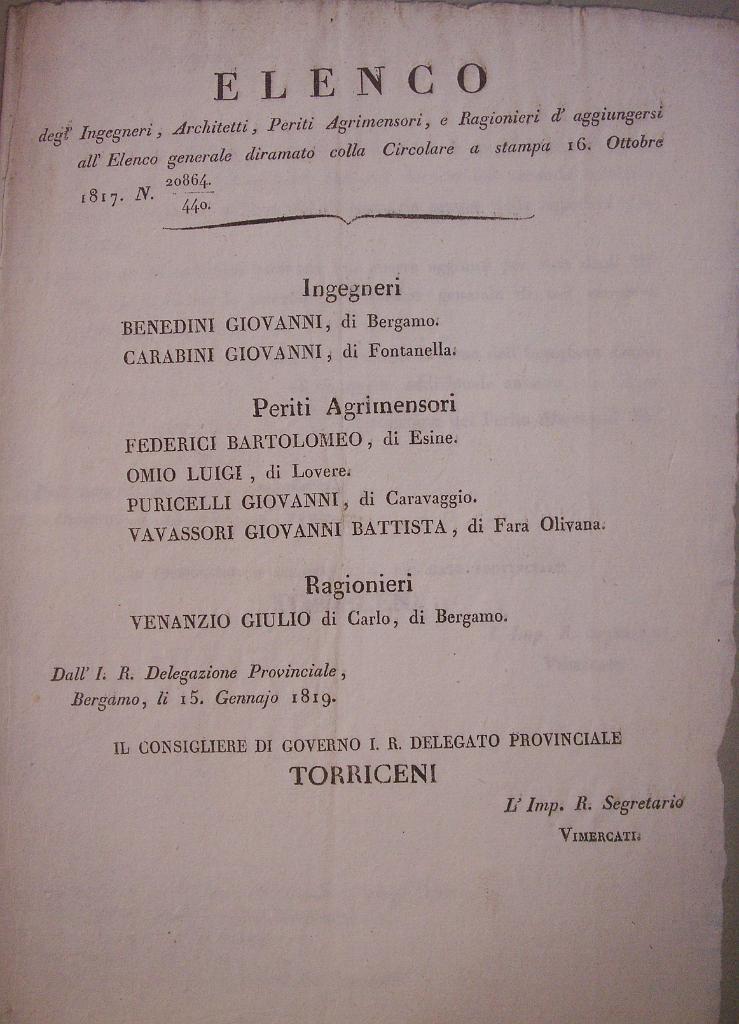 ELENCO
degl' Ingegneri, Architetti, Periti Agrimensori, e Ragionieri d' aggiungersi
all' Elenco generale diramato colla Circolare a stampa 16. Ottobre
1817. N. 20864./440.
Ingegneri
BENEDINI GIOVANNI, di Bergamo.
CARABINI GIOVANNI, di Fontanella.
Periti Agrimensori
FEDERICI BARTOLOMEO, di Esine.
OMIO LUIGI, di Lovere.
PURICELLI GIOVANNI, di Caravaggio.
VAVASSORI GIOVANNI BATTISTA, di Fara Olivana.
Ragionieri
VENANZIO GIULIO di Carlo, di Bergamo.
Dall' I. R. Delegazione Provinciale,
Bergamo, li 15. Gennajo 1819.
IL CONSIGLIERE DI GOVERNO I. R. DELEGATO PROVINCIALE
TORRICENI
L' Imp. R. Segretario
VIMERCATI.